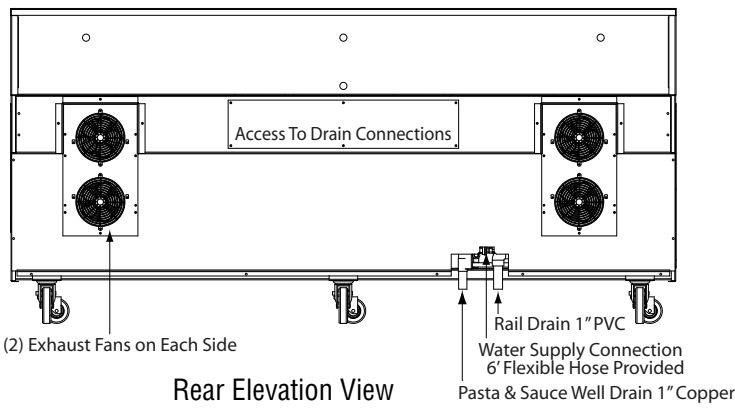 Access To Drain Connections
(2) Exhaust Fans on Each Side
Rail Drain 1" PVC
Water Supply Connection
6' Flexible Hose Provided
Rear Elevation View
Pasta & Sauce Well Drain 1" Copper